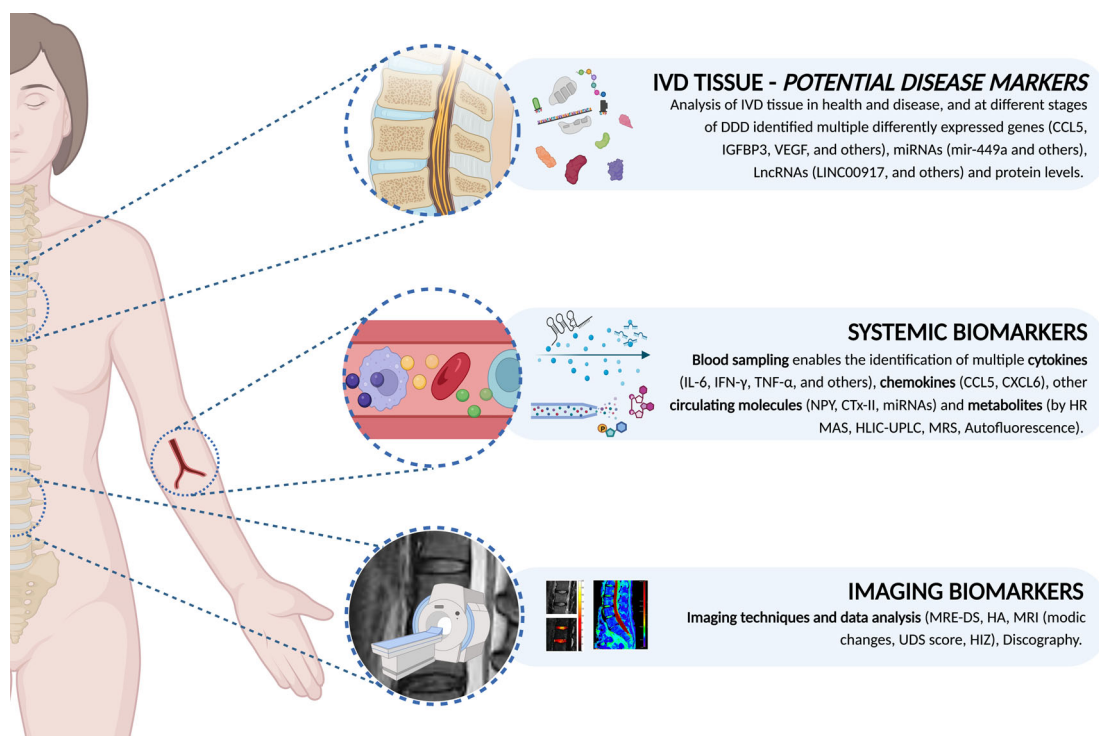 IVD TISSUE - POTENTIAL DISEASE MARKERS
Analysis of IVD tissue in health and disease, and at different stages
of DDD identified multiple differently expressed genes (CCL5,
IGFBP3, VEGF, and others), miRNAs (mir-449a and others),
LncRNAs (LINC00917, and others) and protein levels.
SYSTEMIC BIOMARKERS
Blood sampling enables the identification of multiple cytokines
(IL-6, IFN-γ, TNF-α, and others), chemokines (CCL5, CXCL6), other
circulating molecules (NPY, CTx-II, miRNAs) and metabolites (by HR
MAS, HLIC-UPLC, MRS, Autofluorescence).
P
IMAGING BIOMARKERS
Imaging techniques and data analysis (MRE-DS, HA, MRI (modic
changes, UDS score, HIZ), Discography.